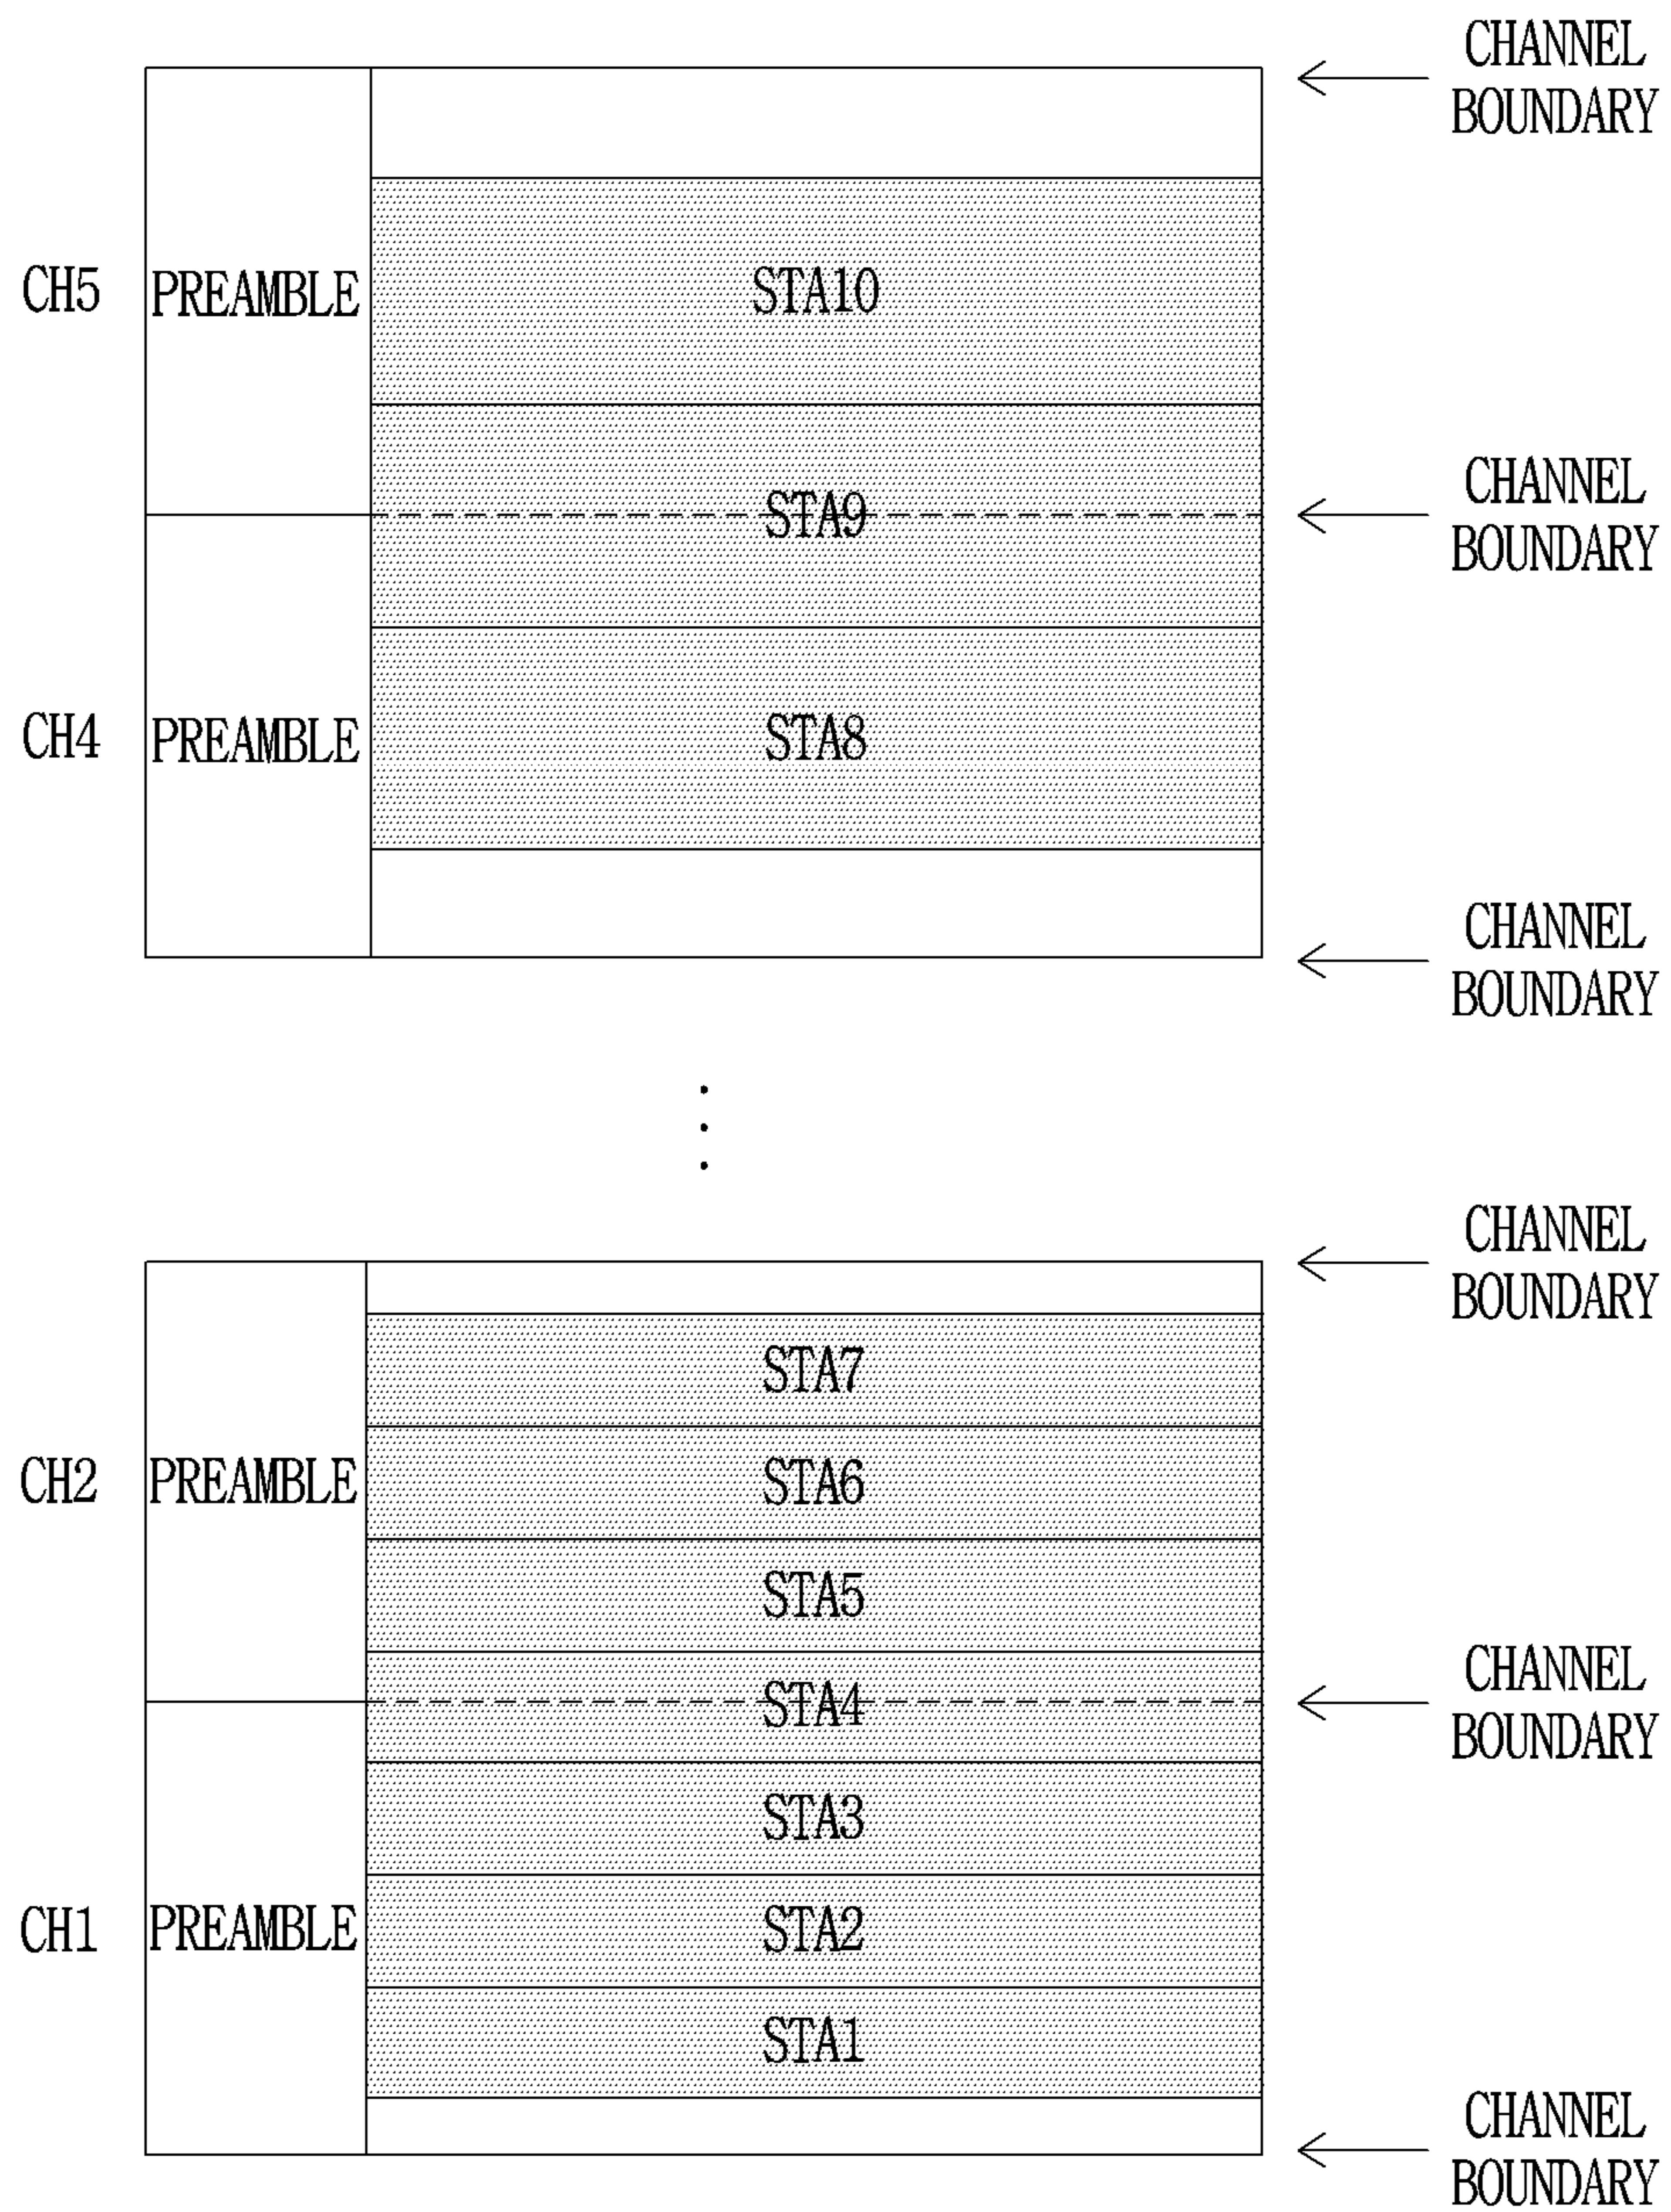 CHANNEL
BOUNDARY
CH5 PREAMBLE STA10
CHANNEL
BOUNDARY
STA9
CH4 PREAMBLE STA8
CHANNEL
BOUNDARY
CHANNEL
BOUNDARY
STA7
CH2 PREAMBLE STA6
STA5
CHANNEL
BOUNDARY
STA4
STA3
CH1 PREAMBLE STA2
STA1
CHANNEL
BOUNDARY